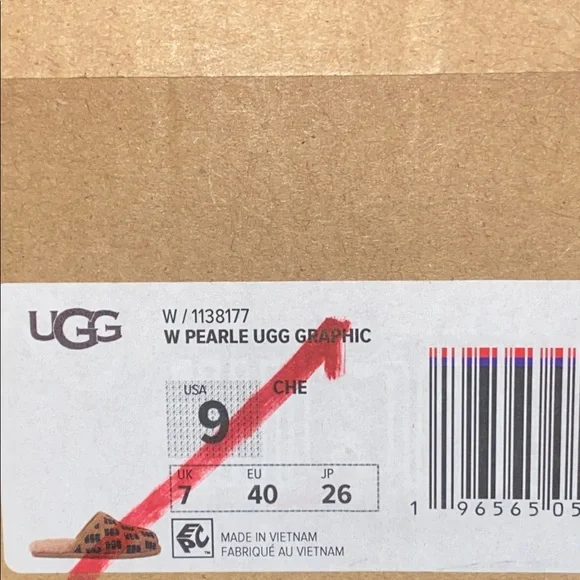 UGG
W / 1138177
W PEARLE UGG GRAPHIC
USA
9
CHE
UK EU JP
7 40 26
EPC™
MADE IN VIETNAM
FABRIQUÉ AU VIETNAM
1 96565 05